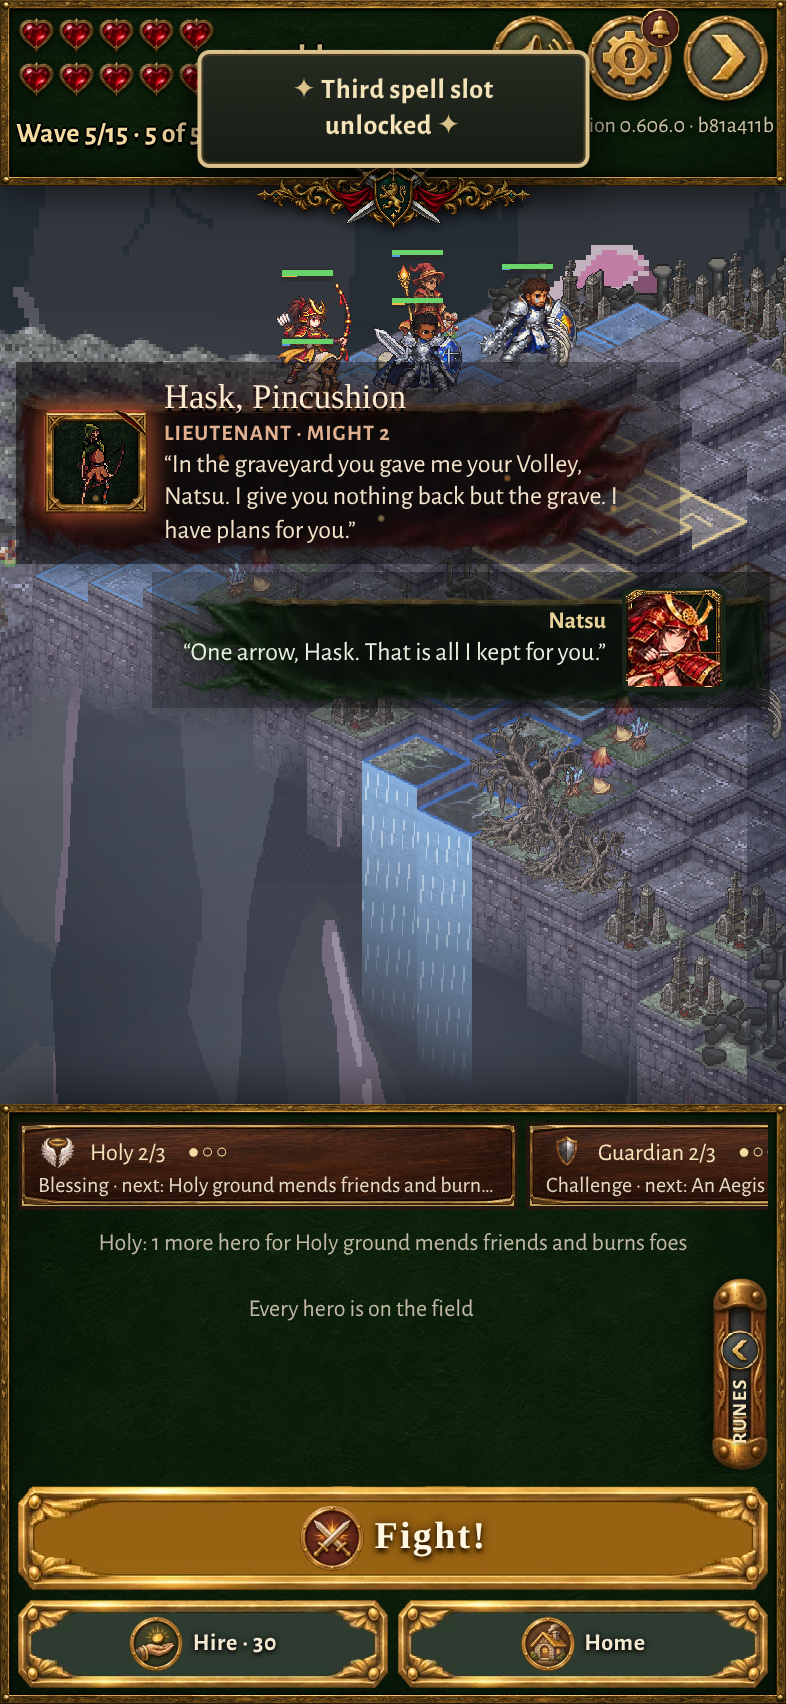 ✦ Third spell slot
unlocked ✦
Wave 5/15 · 5 of 5
ion 0.606.0 · b81a411b
Hask, Pincushion
LIEUTENANT · MIGHT 2
“In the graveyard you gave me your Volley,
Natsu. I give you nothing back but the grave. I
have plans for you.”
Natsu
“One arrow, Hask. That is all I kept for you.”
Holy 2/3
Blessing · next: Holy ground mends friends and burn...
Guardian 2/3
Challenge · next: An Aegis
Holy: 1 more hero for Holy ground mends friends and burns foes
Every hero is on the field
RUNES
Fight!
Hire · 30
Home